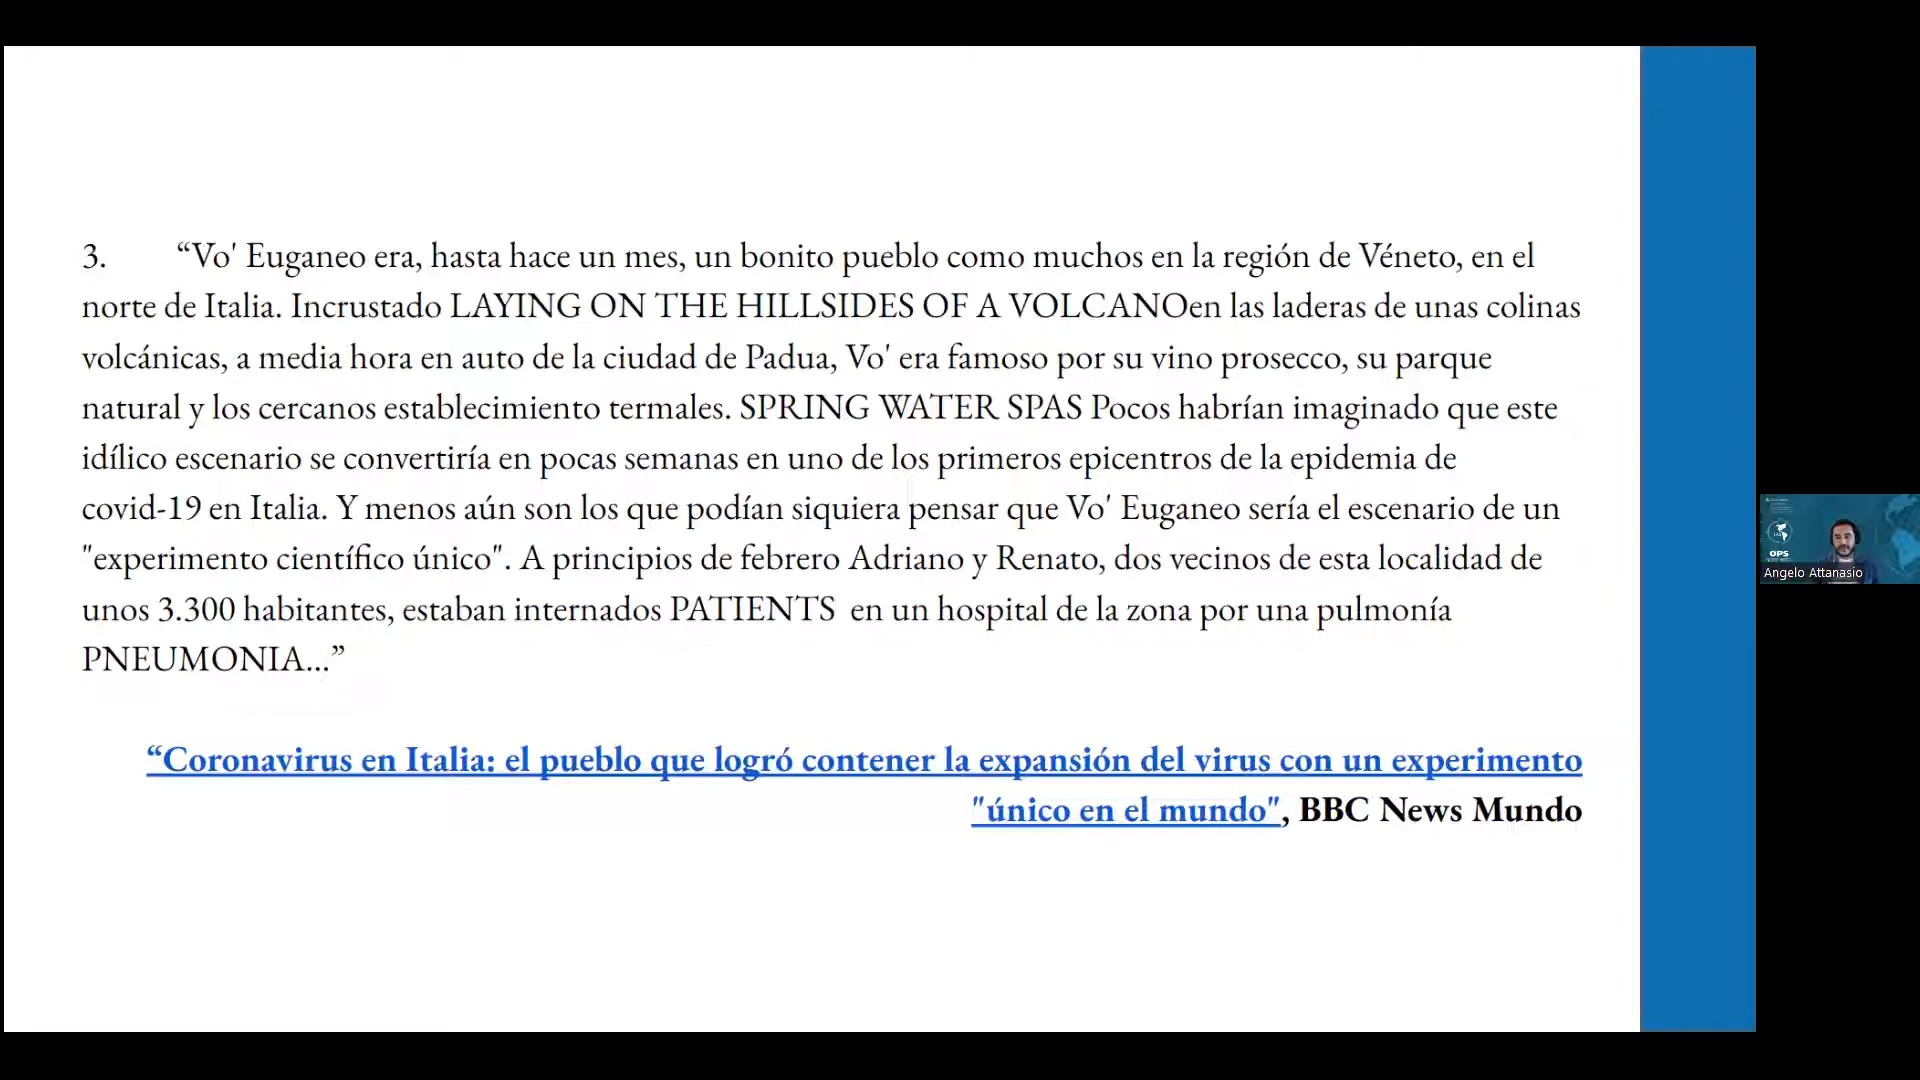 3. “Vo' Euganeo era, hasta hace un mes, un bonito pueblo como muchos en la región de Véneto, en el
norte de Italia. Incrustado LAYING ON THE HILLSIDES OF A VOLCANOen las laderas de unas colinas
volcánicas, a media hora en auto de la ciudad de Padua, Vo' era famoso por su vino prosecco, su parque
natural y los cercanos establecimiento termales. SPRING WATER SPAS Pocos habrían imaginado que este
idílico escenario se convertiría en pocas semanas en uno de los primeros epicentros de la epidemia de
covid-19 en Italia. Y menos aún son los que podían siquiera pensar que Vo' Euganeo sería el escenario de un
"experimento científico único". A principios de febrero Adriano y Renato, dos vecinos de esta localidad de
unos 3.300 habitantes, estaban internados PATIENTS en un hospital de la zona por una pulmonía
PNEUMONIA...”
“Coronavirus en Italia: el pueblo que logró contener la expansión del virus con un experimento
"único en el mundo", BBC News Mundo
OPS
Angelo Attanasio